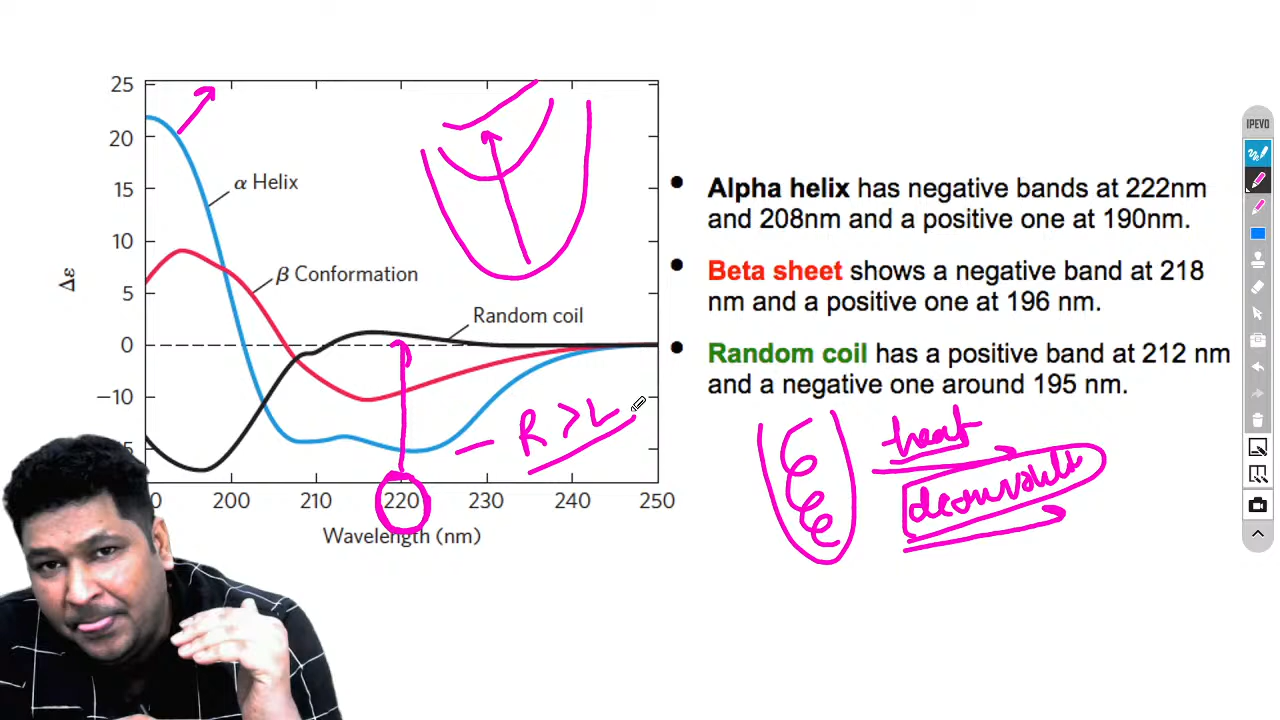 25
20
15
10
5
0
−10
Δε
α Helix
β Conformation
Random coil
200
210
220
230
240
250
Wavelength (nm)
R > L
• Alpha helix has negative bands at 222nm
and 208nm and a positive one at 190nm.
• Beta sheet shows a negative band at 218
nm and a positive one at 196 nm.
• Random coil has a positive band at 212 nm
and a negative one around 195 nm.
heat
IPEVO